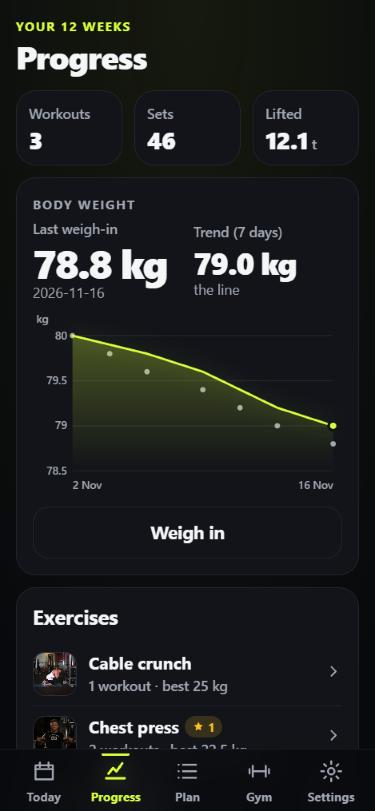 YOUR 12 WEEKS
Progress
Workouts
3
Sets
46
Lifted
12.1 t
BODY WEIGHT
Last weigh-in
78.8 kg
2026-11-16
Trend (7 days)
79.0 kg
the line
kg
80
79.5
79
78.5
2 Nov
16 Nov
Weigh in
Exercises
Cable crunch
1 workout · best 25 kg
Chest press ★ 1
Today
Progress
Plan
Gym
Settings